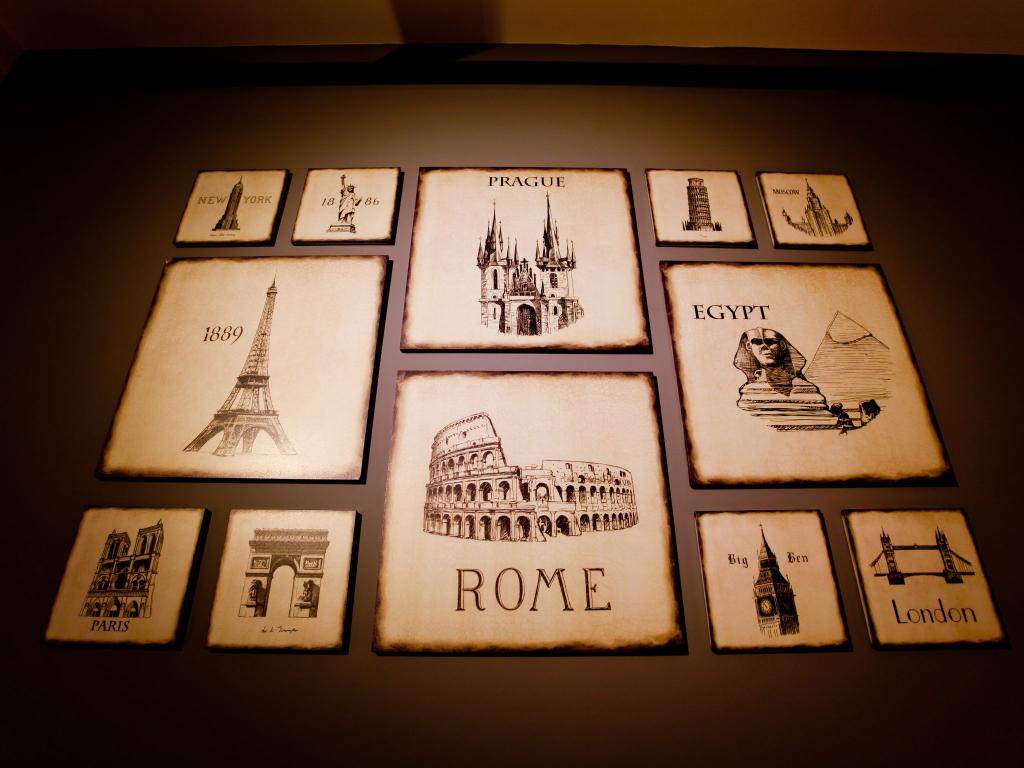 NEW YORK
18 86
PRAGUE
MOSCOW
1889
EGYPT
ROME
PARIS
Big Ben
London